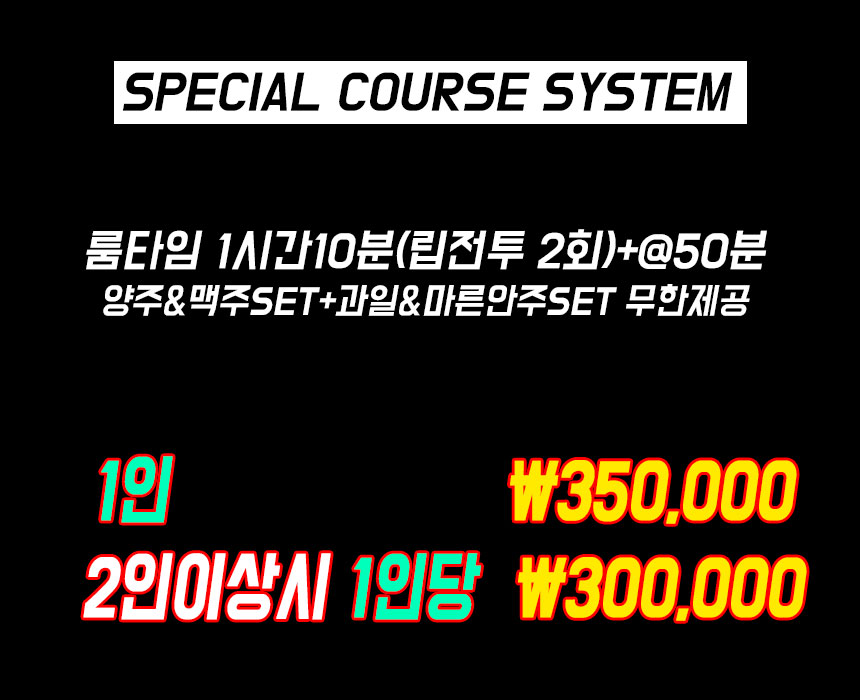 SPECIAL COURSE SYSTEM
룸타임 1시간10분(립전투 2회)+@50분
양주&맥주SET+과일&마른안주SET 무한제공
1인 ₩350,000
2인이상시 1인당 ₩300,000